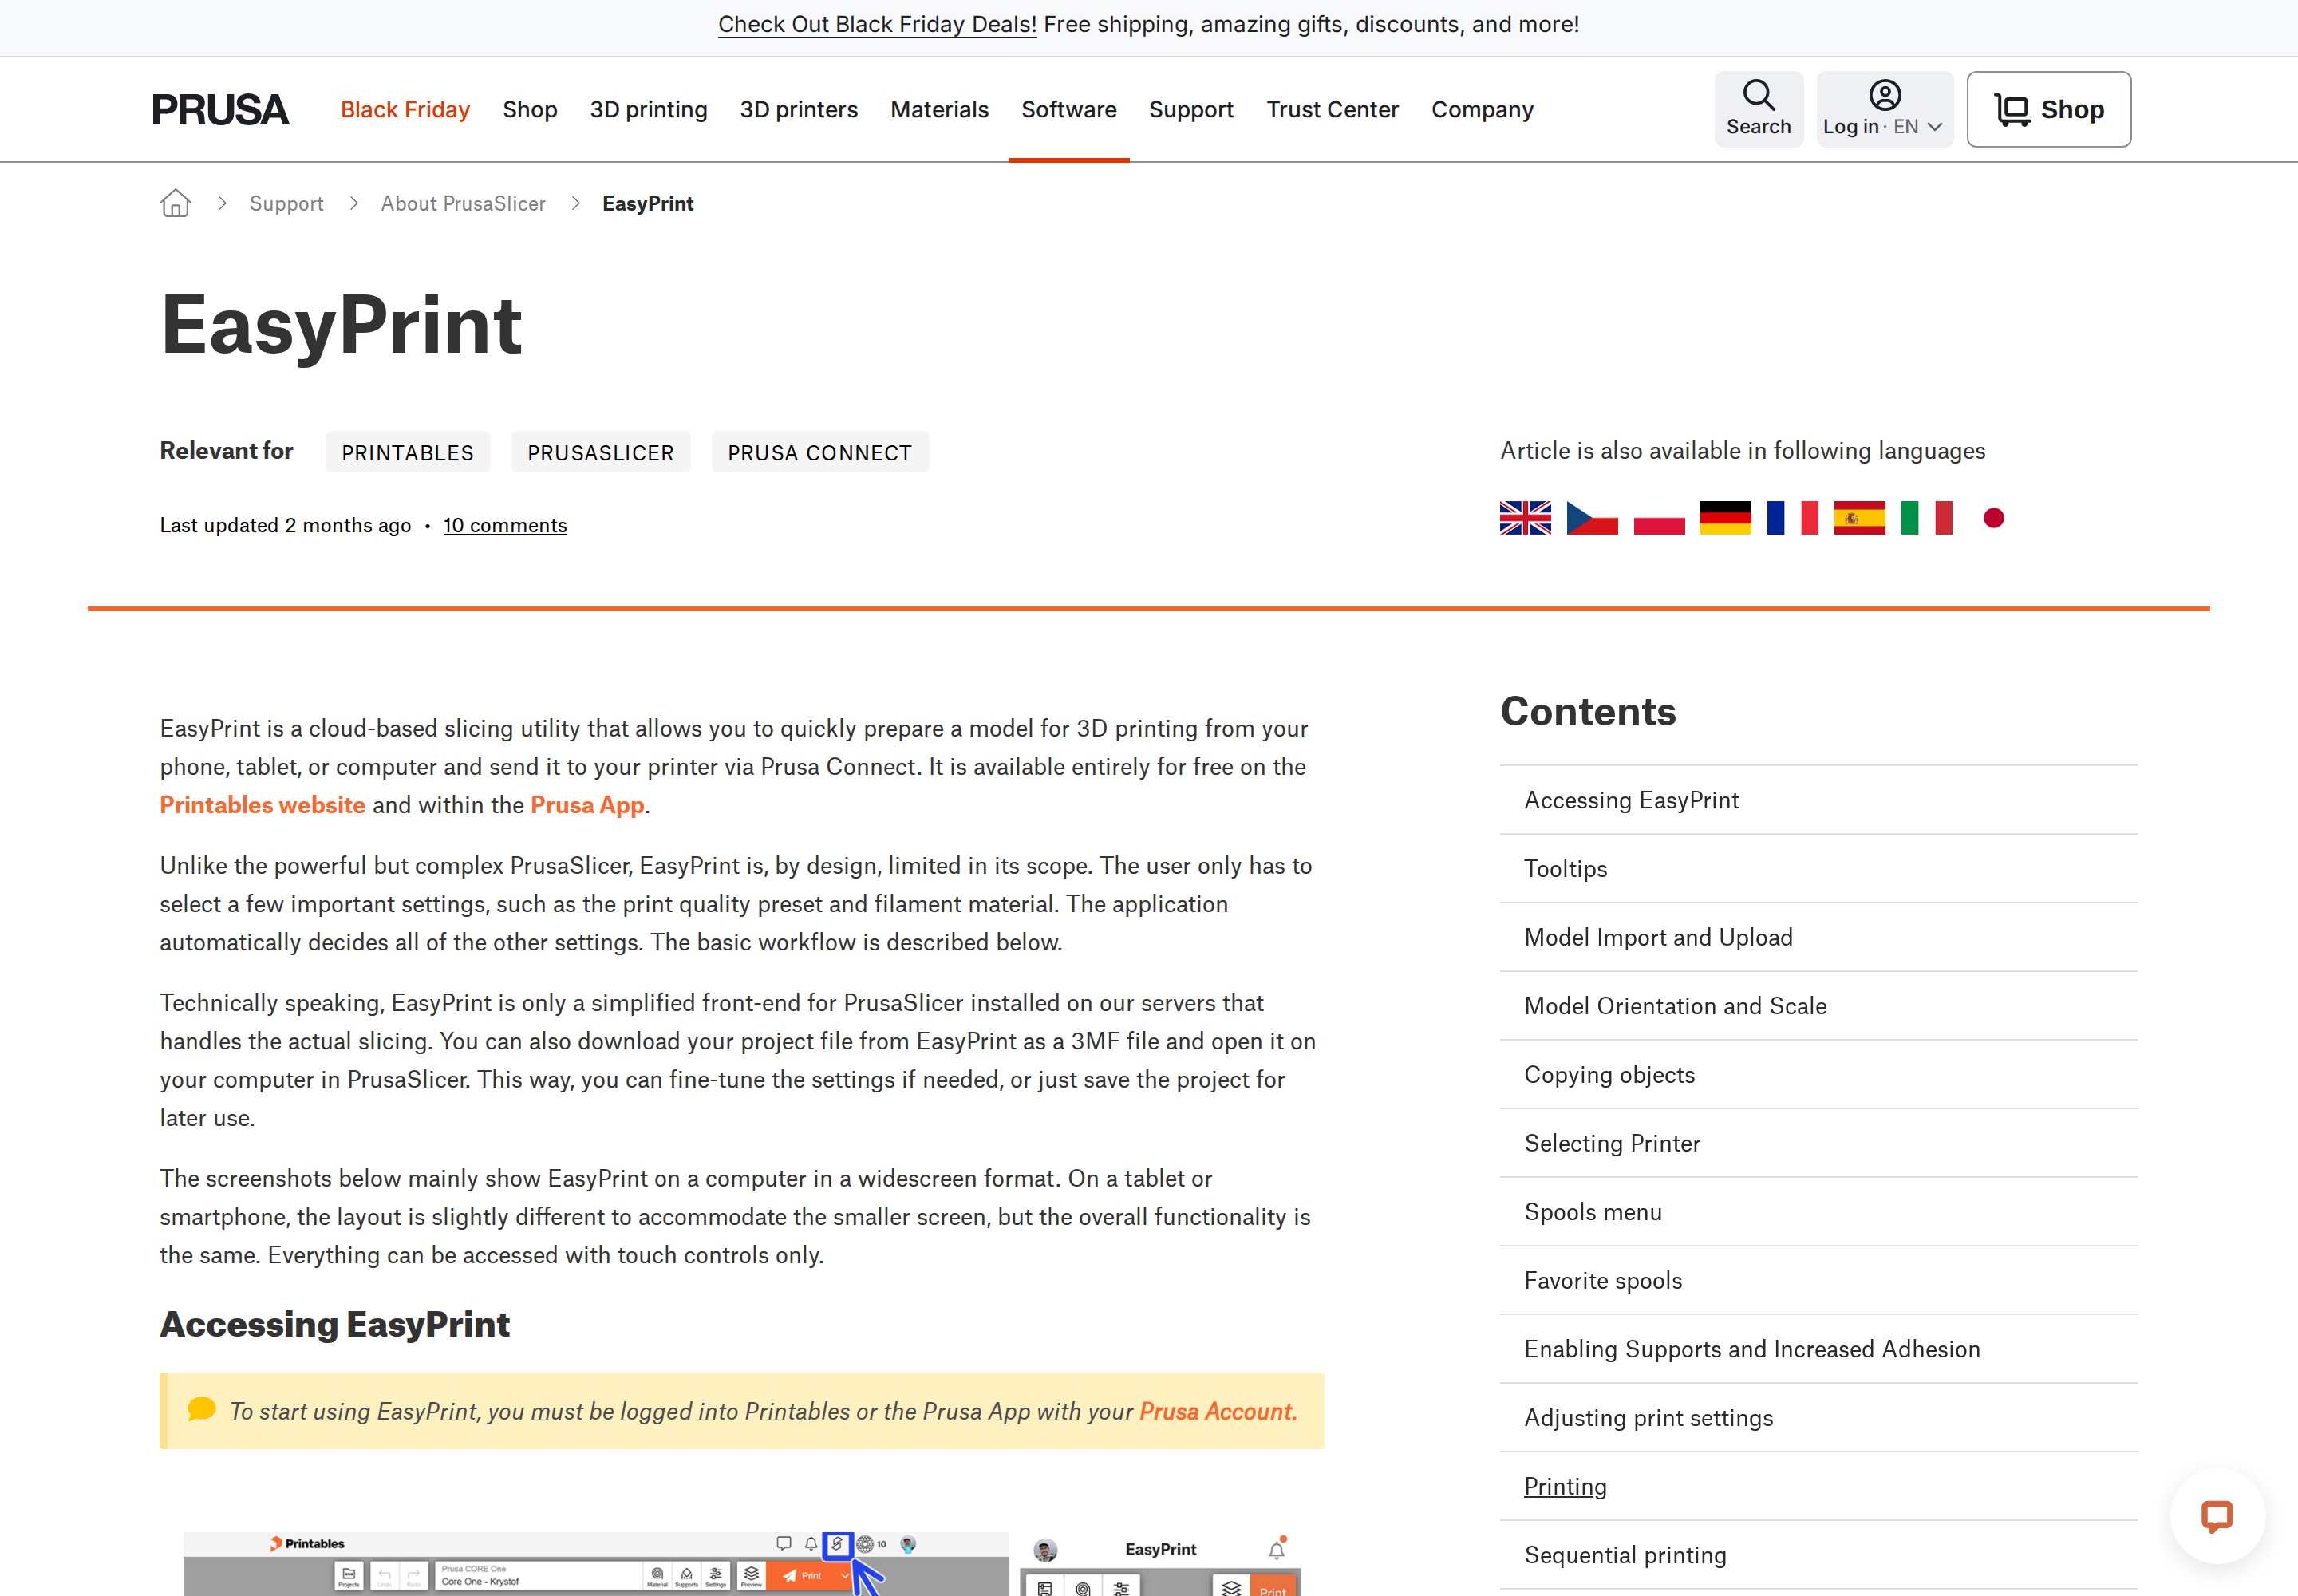 Check Out Black Friday Deals! Free shipping, amazing gifts, discounts, and more!
PRUSA
Black Friday
Shop
3D printing
3D printers
Materials
Software
Support
Trust Center
Company
Search
Log in · EN
Shop
Support
About PrusaSlicer
EasyPrint
EasyPrint
Relevant for
PRINTABLES
PRUSASLICER
PRUSA CONNECT
Article is also available in following languages
Last updated 2 months ago • 10 comments
EasyPrint is a cloud-based slicing utility that allows you to quickly prepare a model for 3D printing from your
phone, tablet, or computer and send it to your printer via Prusa Connect. It is available entirely for free on the
Printables website and within the Prusa App.
Unlike the powerful but complex PrusaSlicer, EasyPrint is, by design, limited in its scope. The user only has to
select a few important settings, such as the print quality preset and filament material. The application
automatically decides all of the other settings. The basic workflow is described below.
Technically speaking, EasyPrint is only a simplified front-end for PrusaSlicer installed on our servers that
handles the actual slicing. You can also download your project file from EasyPrint as a 3MF file and open it on
your computer in PrusaSlicer. This way, you can fine-tune the settings if needed, or just save the project for
later use.
The screenshots below mainly show EasyPrint on a computer in a widescreen format. On a tablet or
smartphone, the layout is slightly different to accommodate the smaller screen, but the overall functionality is
the same. Everything can be accessed with touch controls only.
Accessing EasyPrint
To start using EasyPrint, you must be logged into Printables or the Prusa App with your Prusa Account.
Printables
10
Projects
Undo
Redo
Prusa CORE One
Core One - Krystof
Material
Supports
Settings
Preview
Print
EasyPrint
Print
Contents
Accessing EasyPrint
Tooltips
Model Import and Upload
Model Orientation and Scale
Copying objects
Selecting Printer
Spools menu
Favorite spools
Enabling Supports and Increased Adhesion
Adjusting print settings
Printing
Sequential printing